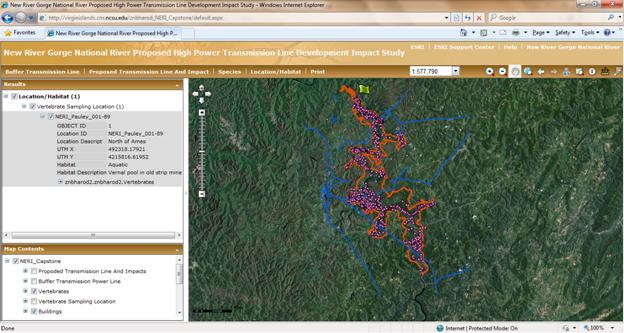 New River Gorge National River Proposed High Power Transmission Line Development Impact Study - Windows Internet Explorer
http://virginislands.cnr.ncsu.edu/znbharod_NERI_Capstone/default.aspx
Google
Favorites New River Gorge National River Proposed High P...
Page Safety Tools
New River Gorge National River Proposed High Power Transmission Line Development Impact Study
ESRI | ESRI Support Center | Help | New River Gorge National River
Buffer Transmission Line | Proposed Transmission Line And Impact | Species | Location/Habitat | Print
1:577,790
Results
Location/Habitat (1)
Vertebrate Sampling Location (1)
NERI_Pauley_001-89
OBJECT ID 1
Location ID NERI_Pauley_001-89
Location Descript North of Ames
UTM X 492318.17921
UTM Y 4215816.61952
Habitat Aquatic
Habitat Description Vernal pool in old strip mine
znbharod2.znbharod2.Vertebrates
Map Contents
NERI_Capstone
Propoded Transmission Line And Impacts
Buffer Transmission Power Line
Vertebrates
Vertebrate Sampling Location
Buildings
Done
Internet | Protected Mode: On
100%